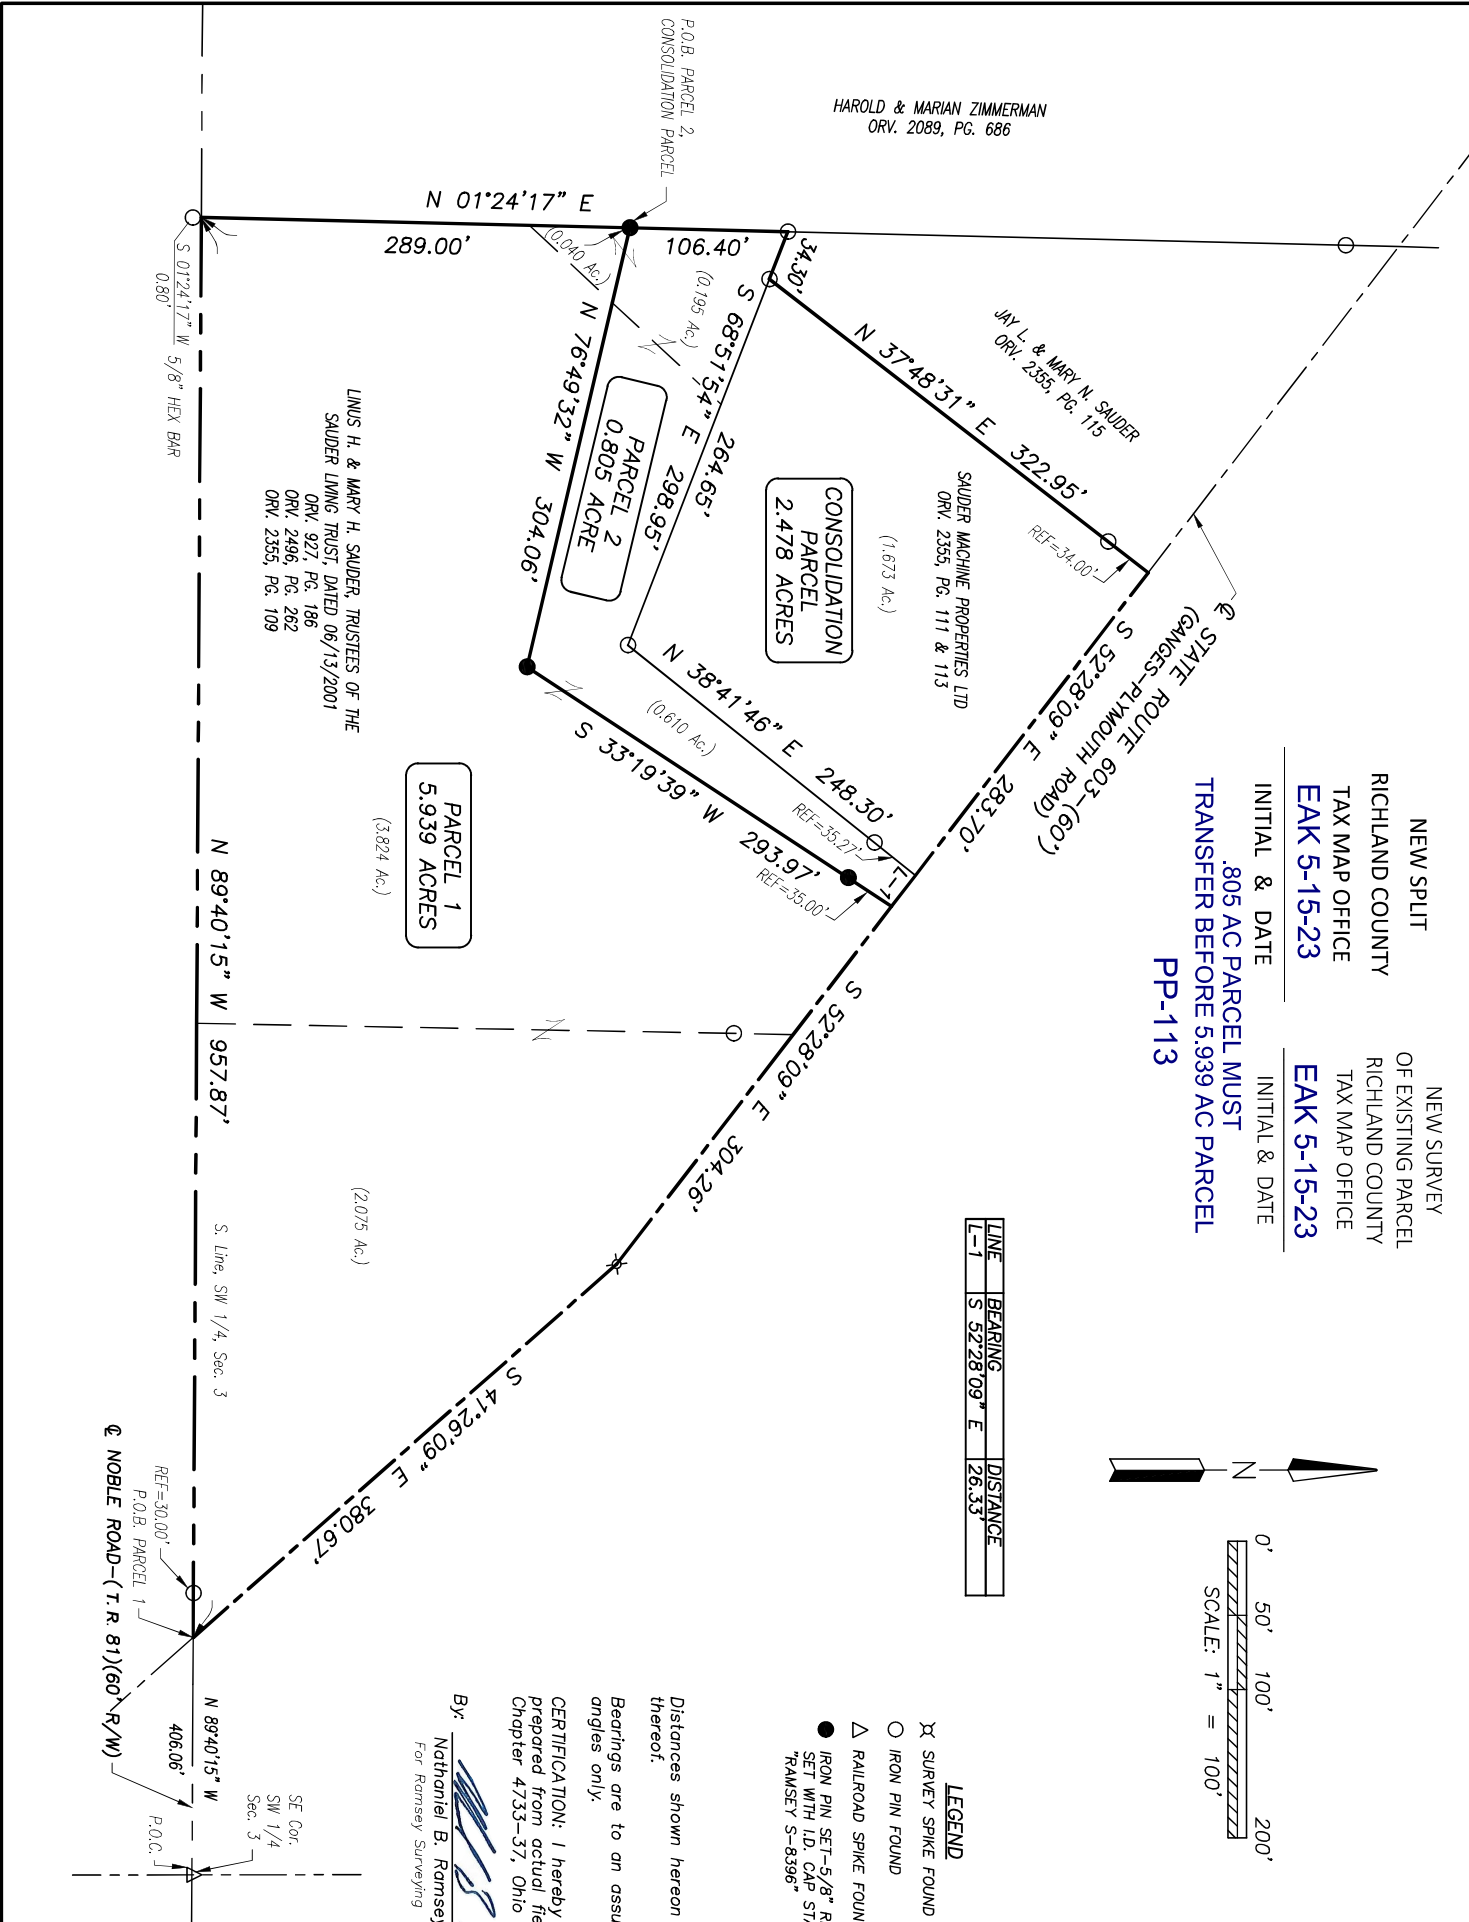 P.O.B. PARCEL 2,
CONSOLIDATION PARCEL
HAROLD & MARIAN ZIMMERMAN
ORV. 2089, PG. 686
N 01°24'17" E
289.00'
106.40'
34.30'
(0.040 Ac.)
(0.195 Ac.)
S 01°24'17" W
0.80'
5/8" HEX BAR
N 76°49'32" W 304.06'
S 68°51'54" E 298.95'
264.65'
N 37°48'31" E 322.95'
REF=34.00'
JAY L. & MARY N. SAUDER
ORV. 2355, PG. 115
SAUDER MACHINE PROPERTIES LTD
ORV. 2355, PG. 111 & 113
(1.673 Ac.)
CONSOLIDATION
PARCEL
2.478 ACRES
PARCEL 2
0.805 ACRE
LINUS H. & MARY H. SAUDER, TRUSTEES OF THE
SAUDER LIVING TRUST, DATED 06/13/2001
ORV. 927, PG. 186
ORV. 2496, PG. 262
ORV. 2355, PG. 109
℄ STATE ROUTE 603-(60')
(GANGES-PLYMOUTH ROAD)
S 52°28'09" E 283.70'
N 38°41'46" E 248.30'
(0.610 Ac.)
REF=35.27'
L-1
S 33°19'39" W 293.97'
REF=35.00'
PARCEL 1
5.939 ACRES
(3.824 Ac.)
N 89°40'15" W 957.87'
S 52°28'09" E 304.26'
(2.075 Ac.)
S. Line, SW 1/4, Sec. 3
S 41°26'09" E 380.67'
REF=30.00'
P.O.B. PARCEL 1
℄ NOBLE ROAD-(T.R. 81)(60' R/W)
N 89°40'15" W
406.06'
SE Cor.
SW 1/4
Sec. 3
P.O.C.
NEW SPLIT
RICHLAND COUNTY
TAX MAP OFFICE
EAK 5-15-23
INITIAL & DATE
NEW SURVEY
OF EXISTING PARCEL
RICHLAND COUNTY
TAX MAP OFFICE
EAK 5-15-23
INITIAL & DATE
.805 AC PARCEL MUST
TRANSFER BEFORE 5.939 AC PARCEL
PP-113
LINE BEARING DISTANCE
L-1 S 52°28'09" E 26.33'
N
0' 50' 100' 200'
SCALE: 1" = 100'
LEGEND
SURVEY SPIKE FOUND
IRON PIN FOUND
RAILROAD SPIKE FOUN
IRON PIN SET-5/8" R
SET WITH I.D. CAP STA
"RAMSEY S-8396"
Distances shown hereon
thereof.
Bearings are to an assu
angles only.
CERTIFICATION: I hereby
prepared from actual fie
Chapter 4733-37, Ohio
By:
Nathaniel B. Ramsey
For Ramsey Surveying